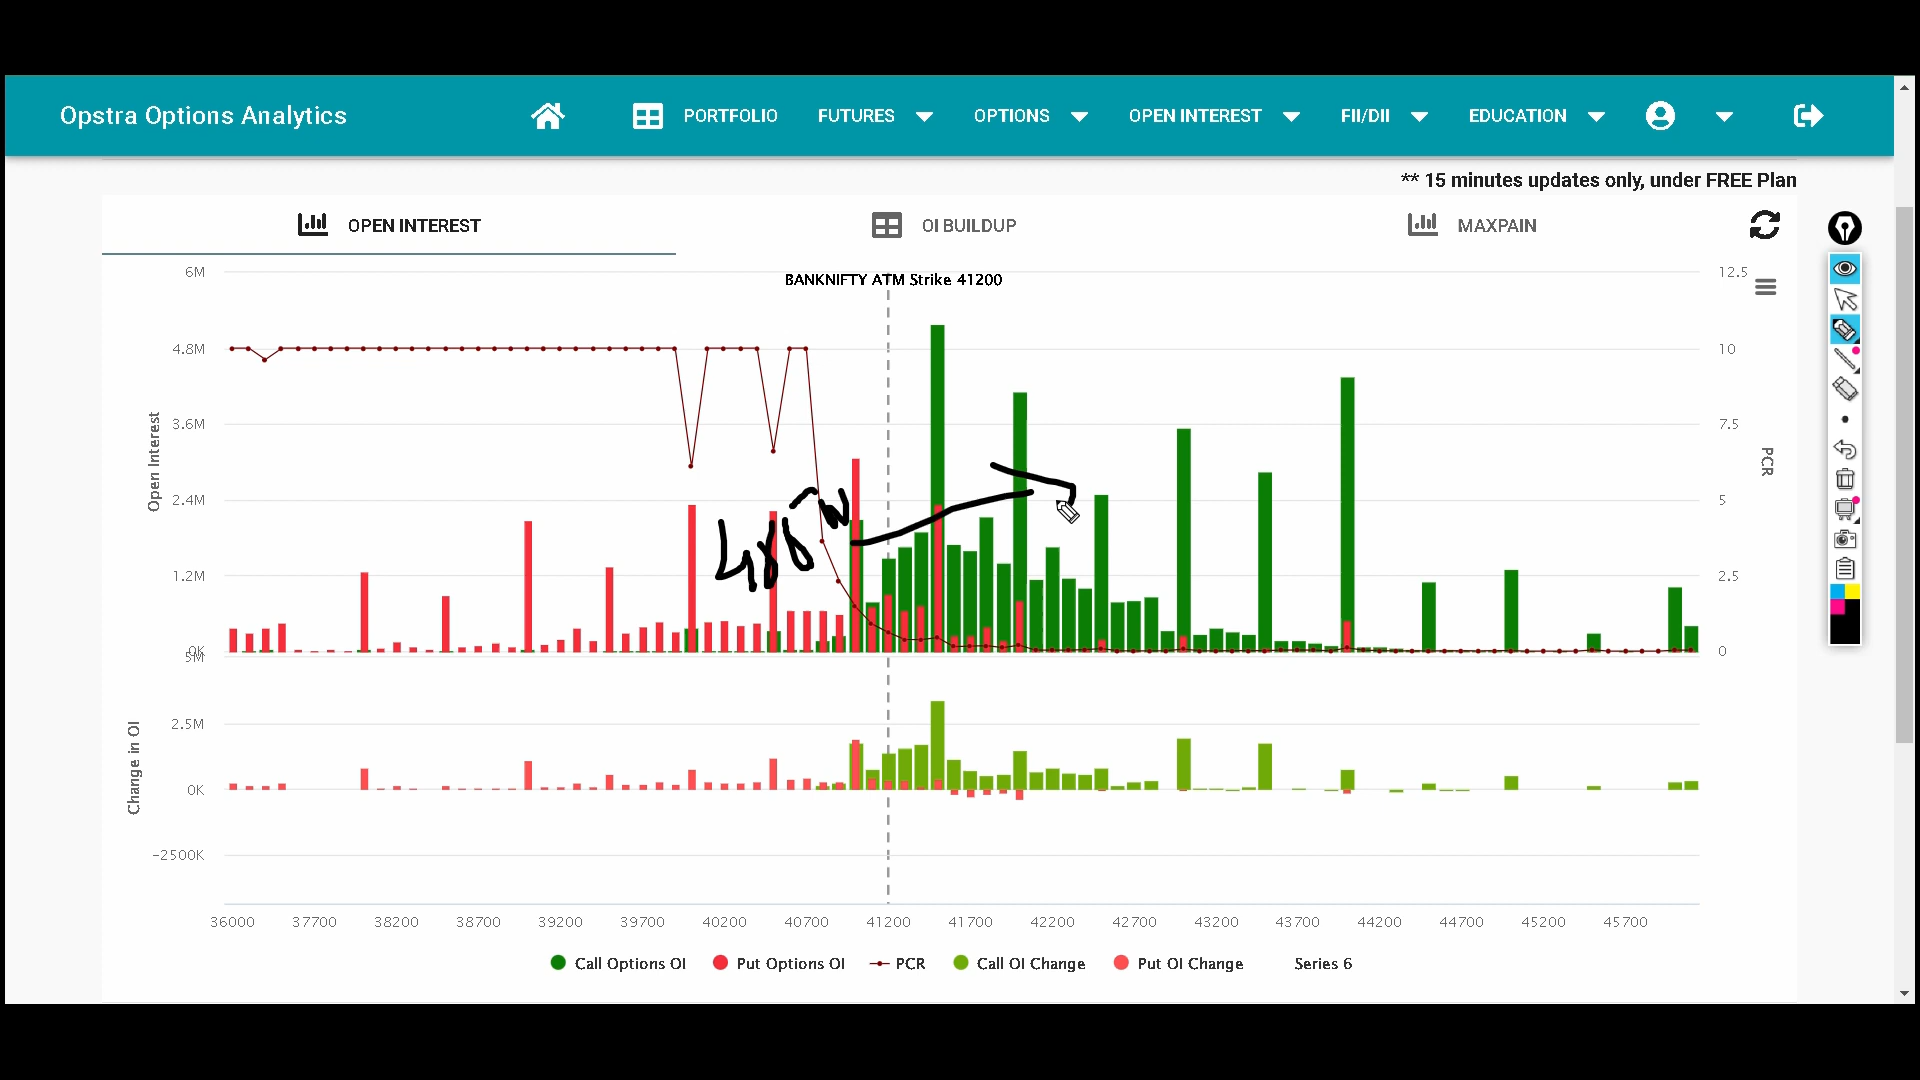 Opstra Options Analytics PORTFOLIO FUTURES OPTIONS OPEN INTEREST FII/DII EDUCATION
** 15 minutes updates only, under FREE Plan
OPEN INTEREST OI BUILDUP MAXPAIN
BANKNIFTY ATM Strike 41200
6M 12.5
4.8M 10
3.6M 7.5
Open Interest
PCR
2.4M 5
1.2M 2.5
0K 0
5M
2.5M
Change in OI
0K
-2500K
36000 37700 38200 38700 39200 39700 40200 40700 41200 41700 42200 42700 43200 43700 44200 44700 45200 45700
Call Options OI Put Options OI PCR Call OI Change Put OI Change Series 6